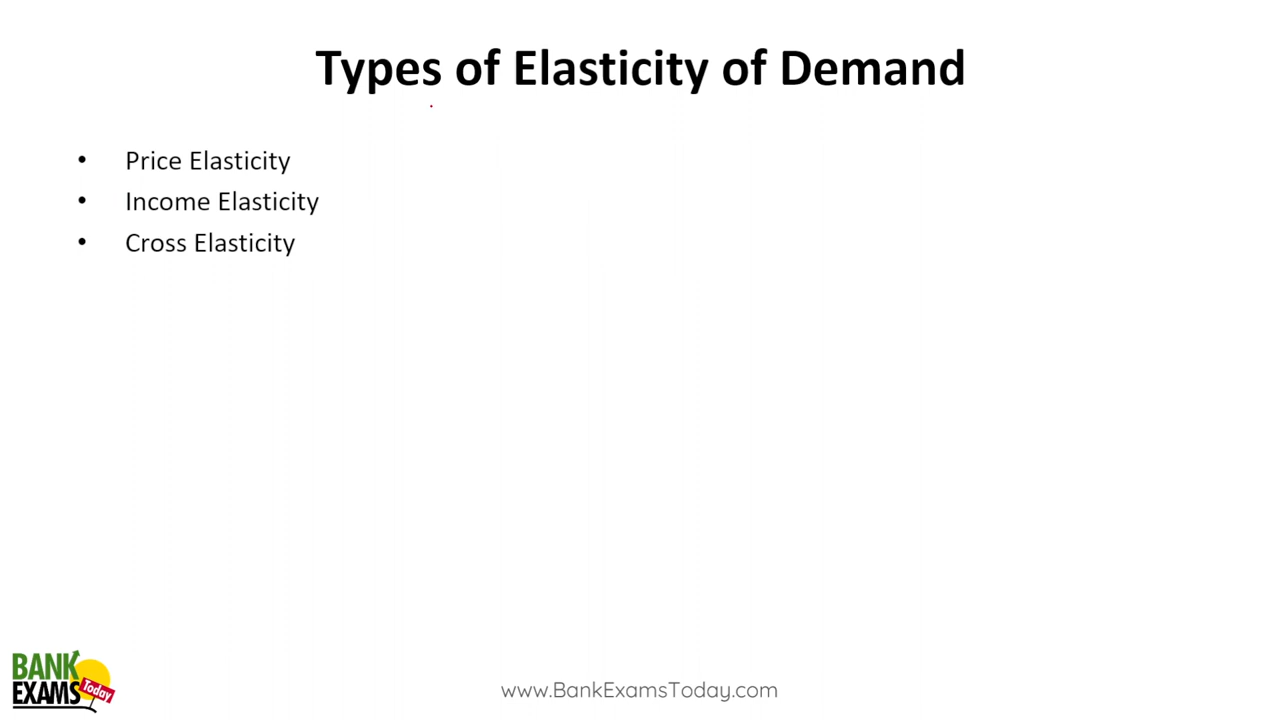 Types of Elasticity of Demand
• Price Elasticity
• Income Elasticity
• Cross Elasticity
BANK
EXAMS
Today
www.BankExamsToday.com